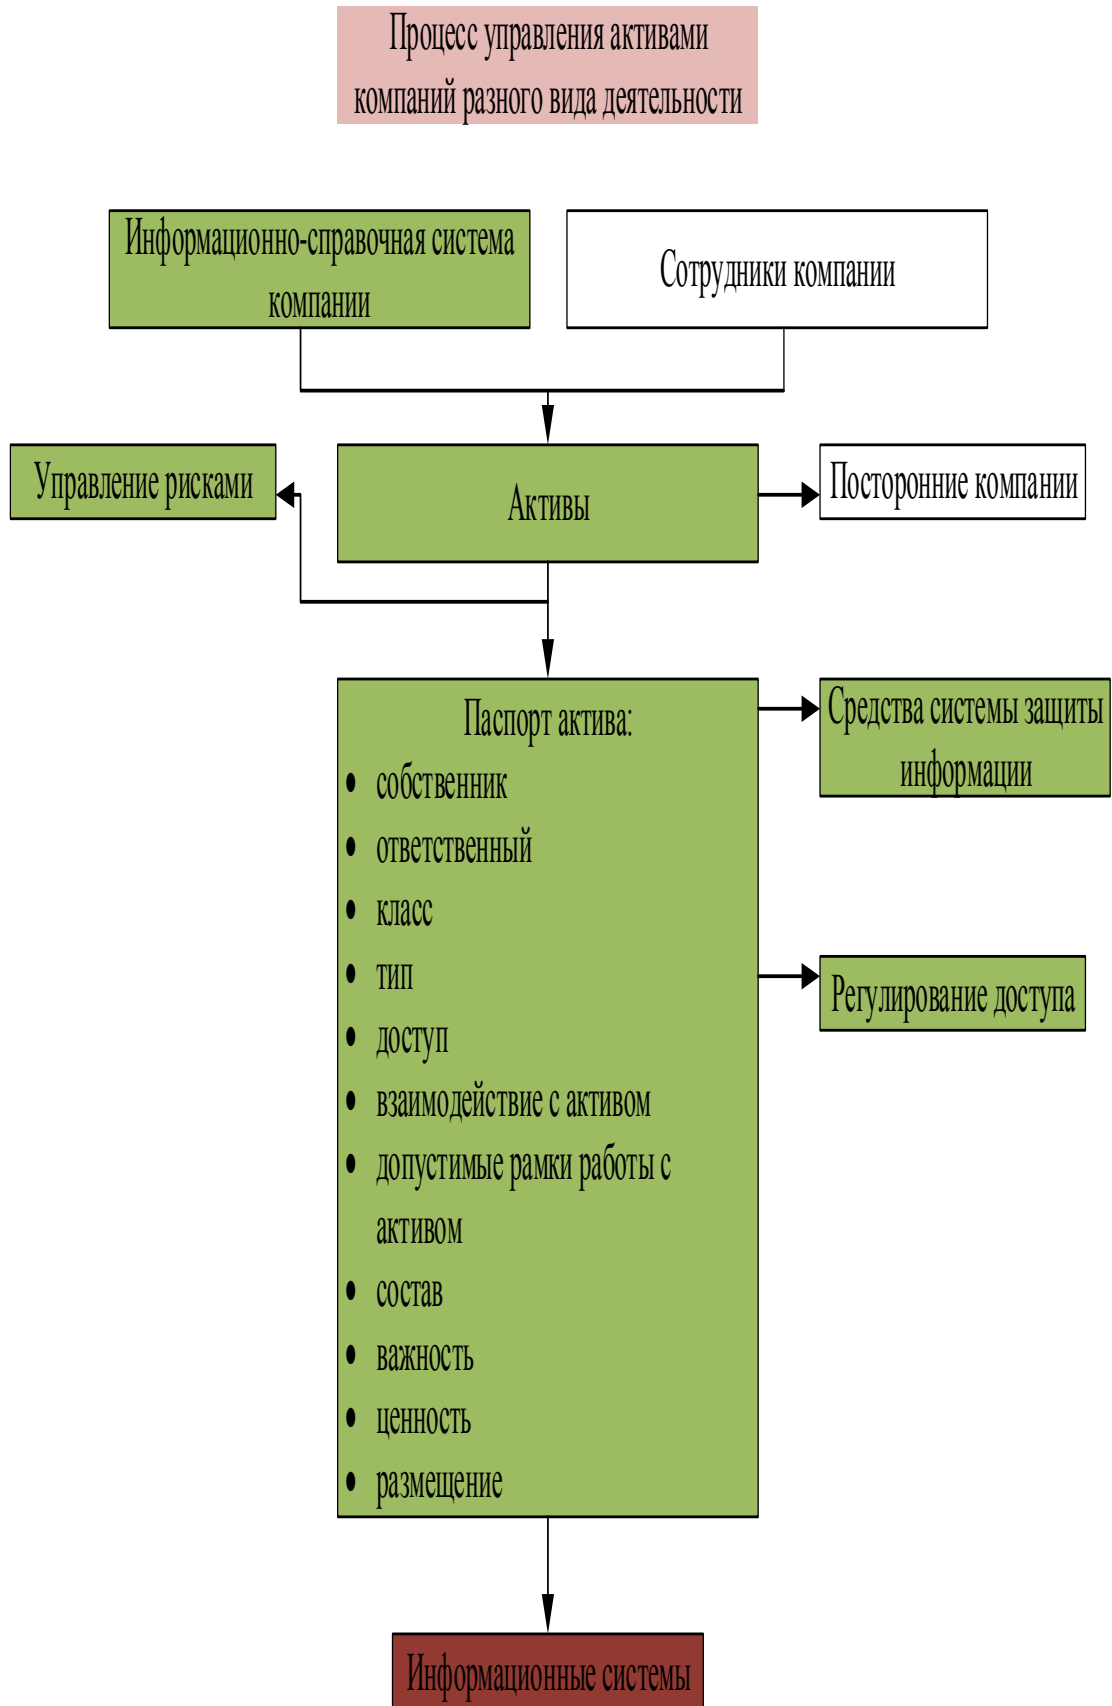 Процесс управления активами
компаний разного вида деятельности
Информационно-справочная система
компании
Сотрудники компании
Управление рисками
Активы
Посторонние компании
Паспорт актива:
• собственник
• ответственный
• класс
• тип
• доступ
• взаимодействие с активом
• допустимые рамки работы с
активом
• состав
• важность
• ценность
• размещение
Средства системы защиты
информации
Регулирование доступа
Информационные системы